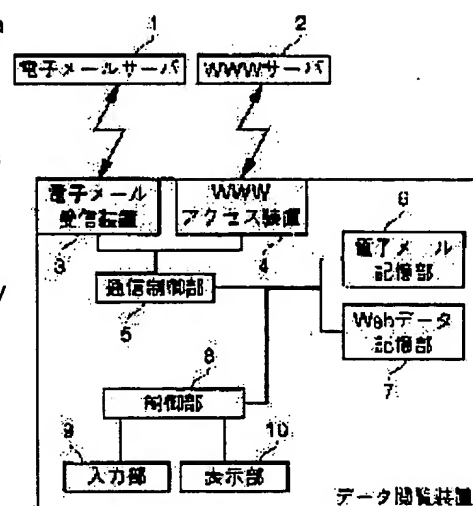 1
2
電子メールサーバ
WWWサーバ
電子メール
受信装置
WWW
アクセス装置
3
4
6
電子メール
記憶部
通信制御部
5
Webデータ
記憶部
7
8
制御部
9
10
入力部
表示部
データ閲覧装置